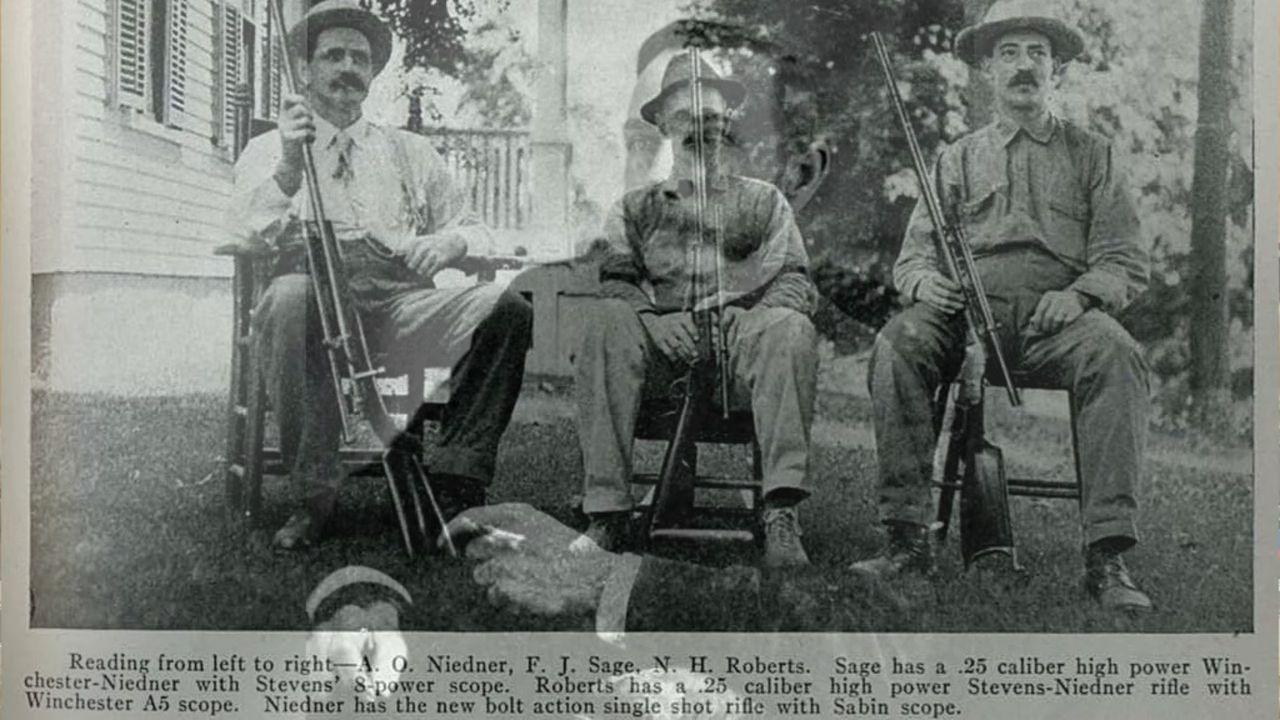 Reading from left to right—A. O. Niedner, F. J. Sage, N. H. Roberts. Sage has a .25 caliber high power Win-
chester-Niedner with Stevens' 8-power scope. Roberts has a .25 caliber high power Stevens-Niedner rifle with
Winchester A5 scope. Niedner has the new bolt action single shot rifle with Sabin scope.